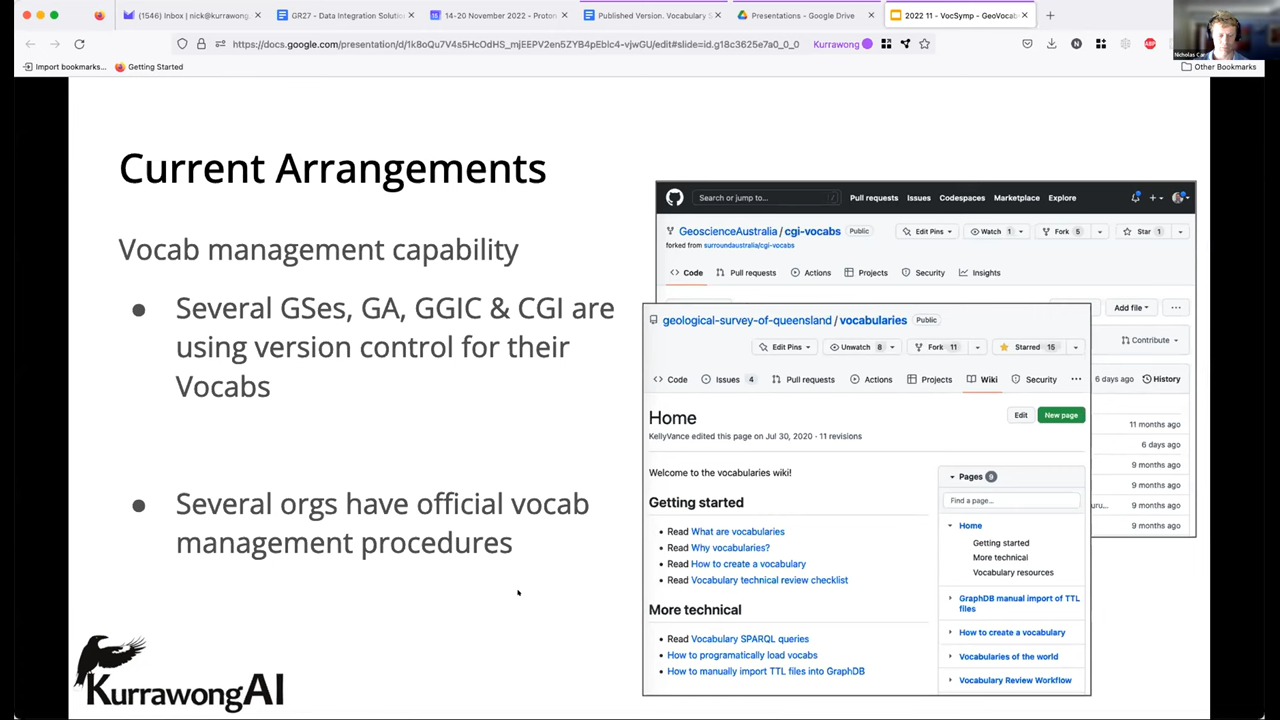 (1546) Inbox | nick@kurrawong.
GR27 - Data Integration Solutio
14-20 November 2022 - Proton
Published Version. Vocabulary S
Presentations - Google Drive
2022 11 - VocSymp - GeoVocab
https://docs.google.com/presentation/d/1k8oQu7V4s5HcOdHS_mjEEPV2en5ZYB4pEblc4-vjwGU/edit#slide=id.g18c3625e7a0_0_0
Kurrawong
Import bookmarks...
Getting Started
Other Bookmarks
Nicholas Car
Current Arrangements
Vocab management capability
● Several GSes, GA, GGIC & CGI are
using version control for their
Vocabs
● Several orgs have official vocab
management procedures
KurrawongAI
Search or jump to...
/
Pull requests
Issues
Codespaces
Marketplace
Explore
GeoscienceAustralia / cgi-vocabs
Public
forked from surroundaustralia/cgi-vocabs
Edit Pins
Watch 1
Fork 5
Star 1
Code
Pull requests
Actions
Projects
Security
Insights
Add file
Contribute
6 days ago
History
11 months ago
6 days ago
9 months ago
9 months ago
uru...
9 months ago
9 months ago
geological-survey-of-queensland / vocabularies
Public
Edit Pins
Unwatch 8
Fork 11
Starred 15
Code
Issues 4
Pull requests
Actions
Projects
Wiki
Security
...
Home
Edit
New page
KellyVance edited this page on Jul 30, 2020 · 11 revisions
Welcome to the vocabularies wiki!
Getting started
• Read What are vocabularies
• Read Why vocabularies?
• Read How to create a vocabulary
• Read Vocabulary technical review checklist
More technical
• Read Vocabulary SPARQL queries
• How to programatically load vocabs
• How to manually import TTL files into GraphDB
Pages 9
Find a page...
Home
Getting started
More technical
Vocabulary resources
GraphDB manual import of TTL
files
How to create a vocabulary
Vocabularies of the world
Vocabulary Review Workflow